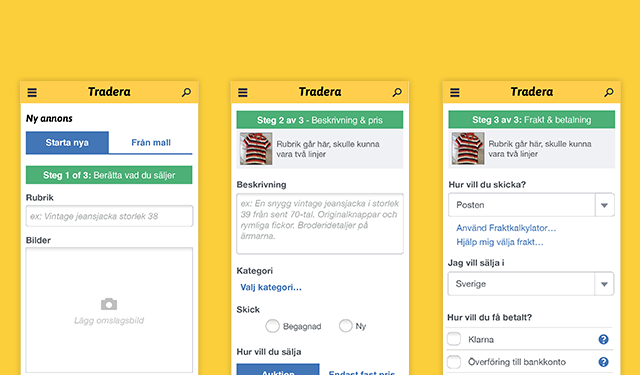 Tradera
Ny annons
Starta nya
Från mall
Steg 1 of 3: Berätta vad du säljer
Rubrik
ex: Vintage jeansjacka storlek 38
Bilder
Lägg omslagsbild
Tradera
Steg 2 av 3 - Beskrivning & pris
Rubrik går här, skulle kunna
vara två linjer
Beskrivning
ex: En snygg vintage jeansjack i storlek
39 från sent 70-tal. Originalknappar och
rymliga fickor. Broderidetaljer på
ärmarna.
Kategori
Valj kategori...
Skick
Begagnad
Ny
Hur vill du sälja
Auktion
Endast fast pris
Tradera
Steg 3 av 3: Frakt & betalning
Rubrik går här, skulle kunna
vara två linjer
Hur vill du skicka?
Posten
Använd Fraktkalkylator...
Hjälp mig välja frakt...
Jag vill sälja i
Sverige
Hur vill du få betalt?
Klarna
?
Överföring till bankkonto
?